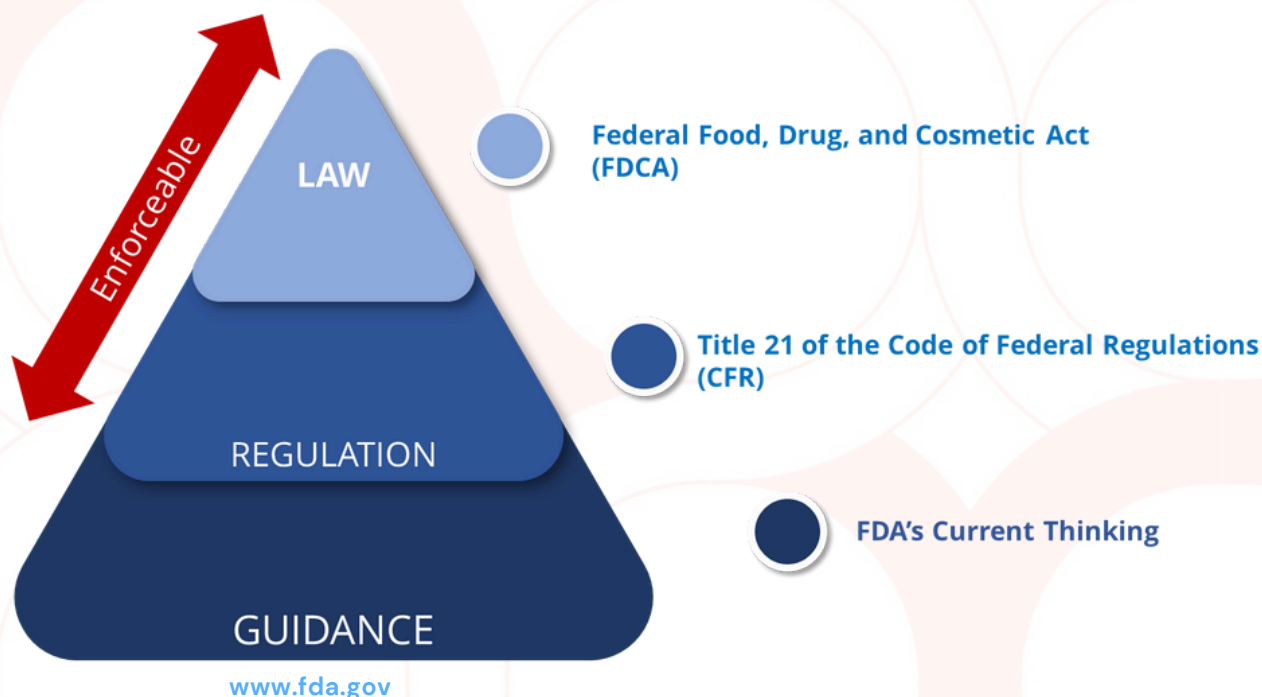 Enforceable
LAW
Federal Food, Drug, and Cosmetic Act
(FDCA)
Title 21 of the Code of Federal Regulations
(CFR)
REGULATION
FDA's Current Thinking
GUIDANCE
www.fda.gov